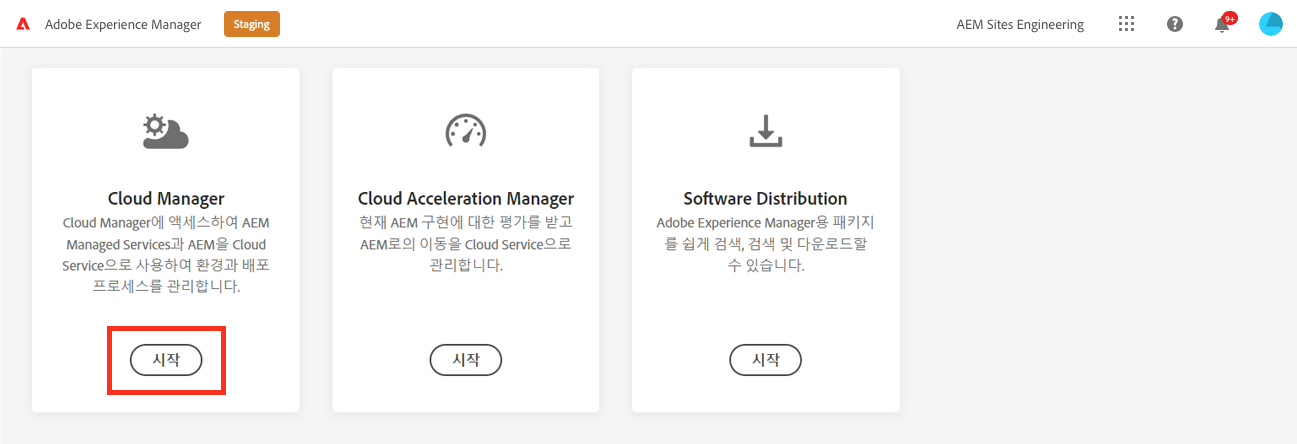 Adobe Experience Manager
Staging
AEM Sites Engineering
9+
Cloud Manager
Cloud Manager에 액세스하여 AEM
Managed Services과 AEM을 Cloud
Service으로 사용하여 환경과 배포
프로세스를 관리합니다.
시작
Cloud Acceleration Manager
현재 AEM 구현에 대한 평가를 받고
AEM로의 이동을 Cloud Service으로
관리합니다.
시작
Software Distribution
Adobe Experience Manager용 패키지
를 쉽게 검색, 검색 및 다운로드할
수 있습니다.
시작